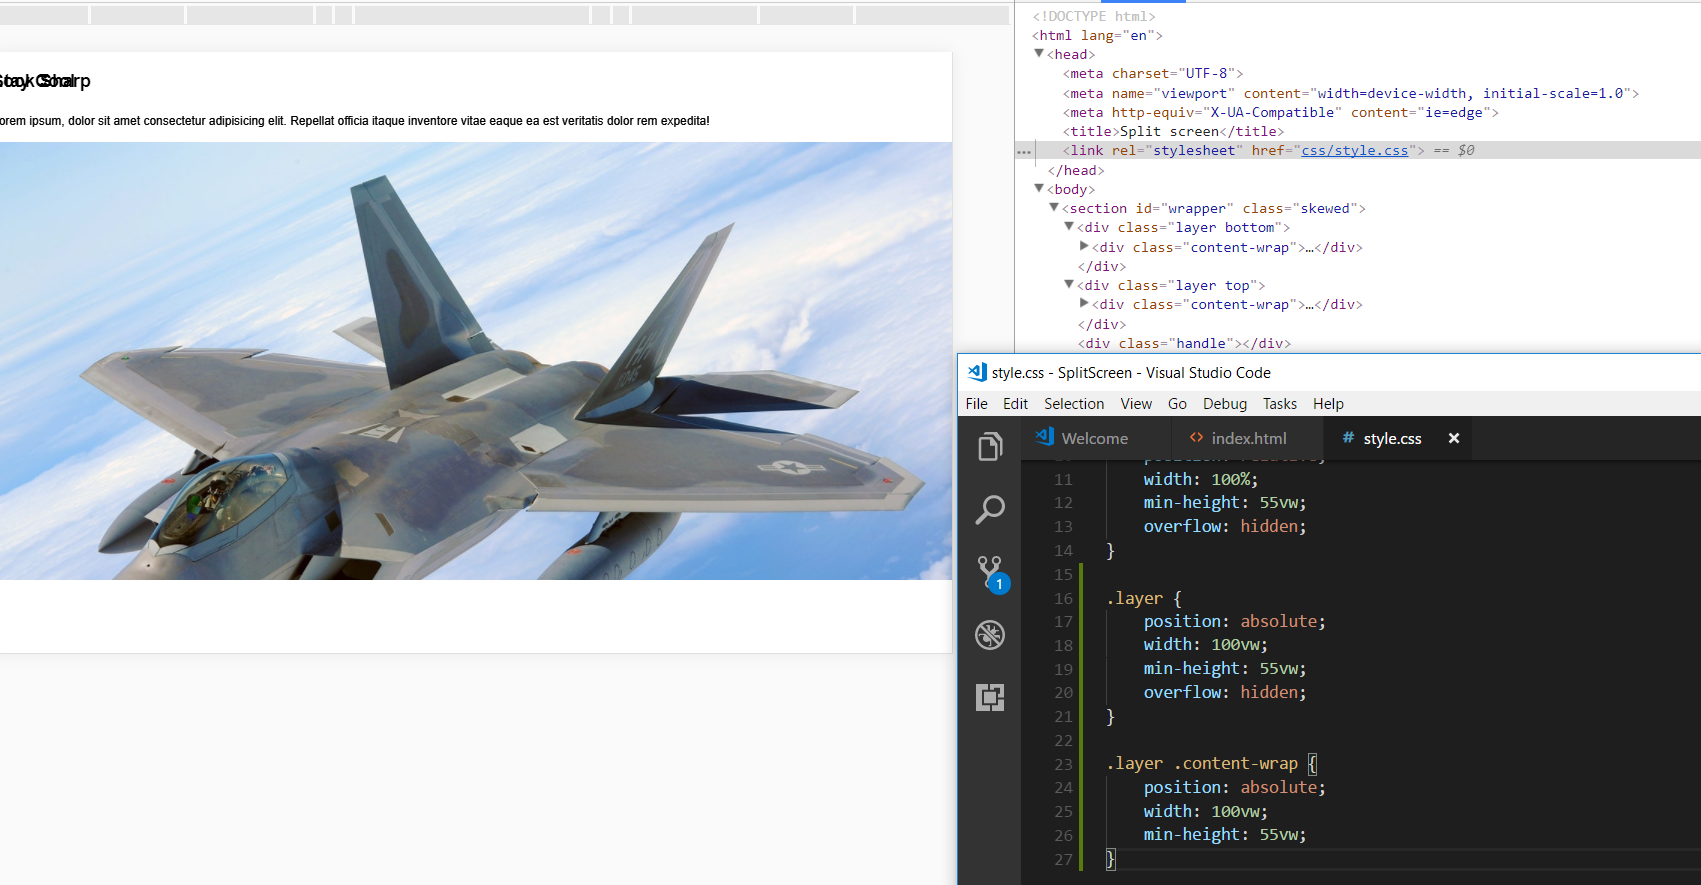 orem ipsum, dolor sit amet consectetur adipisicing elit. Repellat officia itaque inventore vitae eaque ea est veritatis dolor rem expedita!
<!DOCTYPE html>
<html lang="en">
<head>
<meta charset="UTF-8">
<meta name="viewport" content="width=device-width, initial-scale=1.0">
<meta http-equiv="X-UA-Compatible" content="ie=edge">
<title>Split screen</title>
... <link rel="stylesheet" href="css/style.css"> == $0
</head>
<body>
<section id="wrapper" class="skewed">
<div class="layer bottom">
<div class="content-wrap">…</div>
</div>
<div class="layer top">
<div class="content-wrap">…</div>
</div>
<div class="handle"></div>
style.css - SplitScreen - Visual Studio Code
File Edit Selection View Go Debug Tasks Help
Welcome <> index.html # style.css ×
1
11 width: 100%;
12 min-height: 55vw;
13 overflow: hidden;
14 }
15
16 .layer {
17 position: absolute;
18 width: 100vw;
19 min-height: 55vw;
20 overflow: hidden;
21 }
22
23 .layer .content-wrap {
24 position: absolute;
25 width: 100vw;
26 min-height: 55vw;
27 }